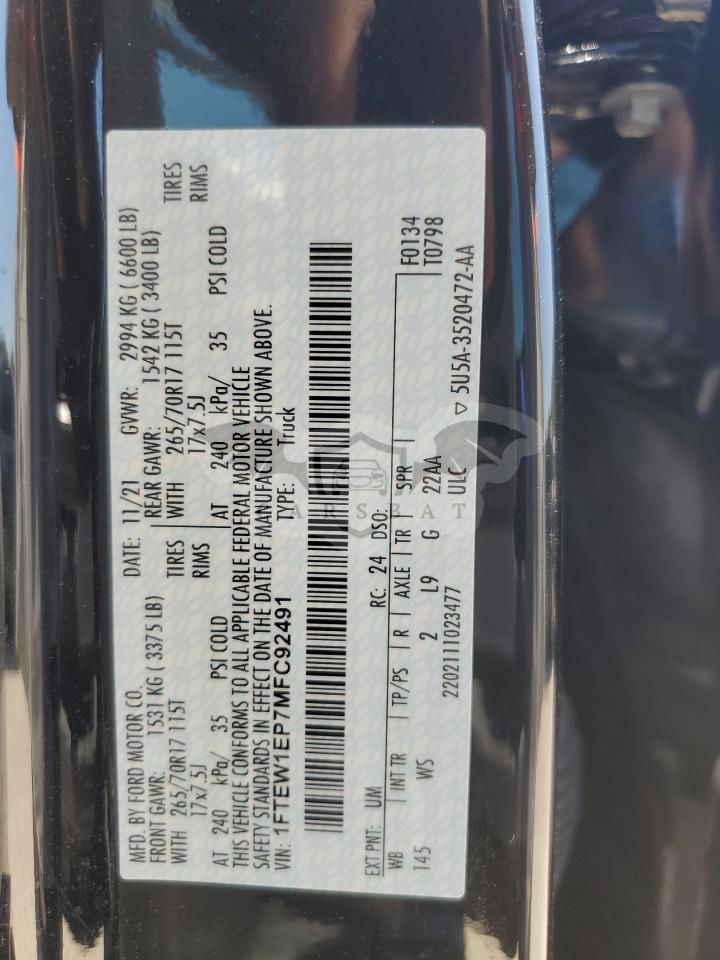 MFD. BY FORD MOTOR CO.
DATE: 11/21 GVWR: 2994 KG ( 6600 LB)
FRONT GAWR: 1531 KG ( 3375 LB) REAR GAWR: 1542 KG ( 3400 LB)
WITH 265/70R17 115T TIRES WITH 265/70R17 115T TIRES
17x7.5J RIMS 17x7.5J RIMS
AT 240 kPa/ 35 PSI COLD AT 240 kPa/ 35 PSI COLD
THIS VEHICLE CONFORMS TO ALL APPLICABLE FEDERAL MOTOR VEHICLE
SAFETY STANDARDS IN EFFECT ON THE DATE OF MANUFACTURE SHOWN ABOVE.
VIN: 1FTEW1EP7MFC92491 TYPE: Truck
EXT PNT: UM RC: 24 DSO:
WB INT TR TP/PS R AXLE TR SPR F0134
145 WS 2 L9 G 22AA T0798
2202111023477 ULC ▽ 5U5A-3520472-AA
ARSBAT